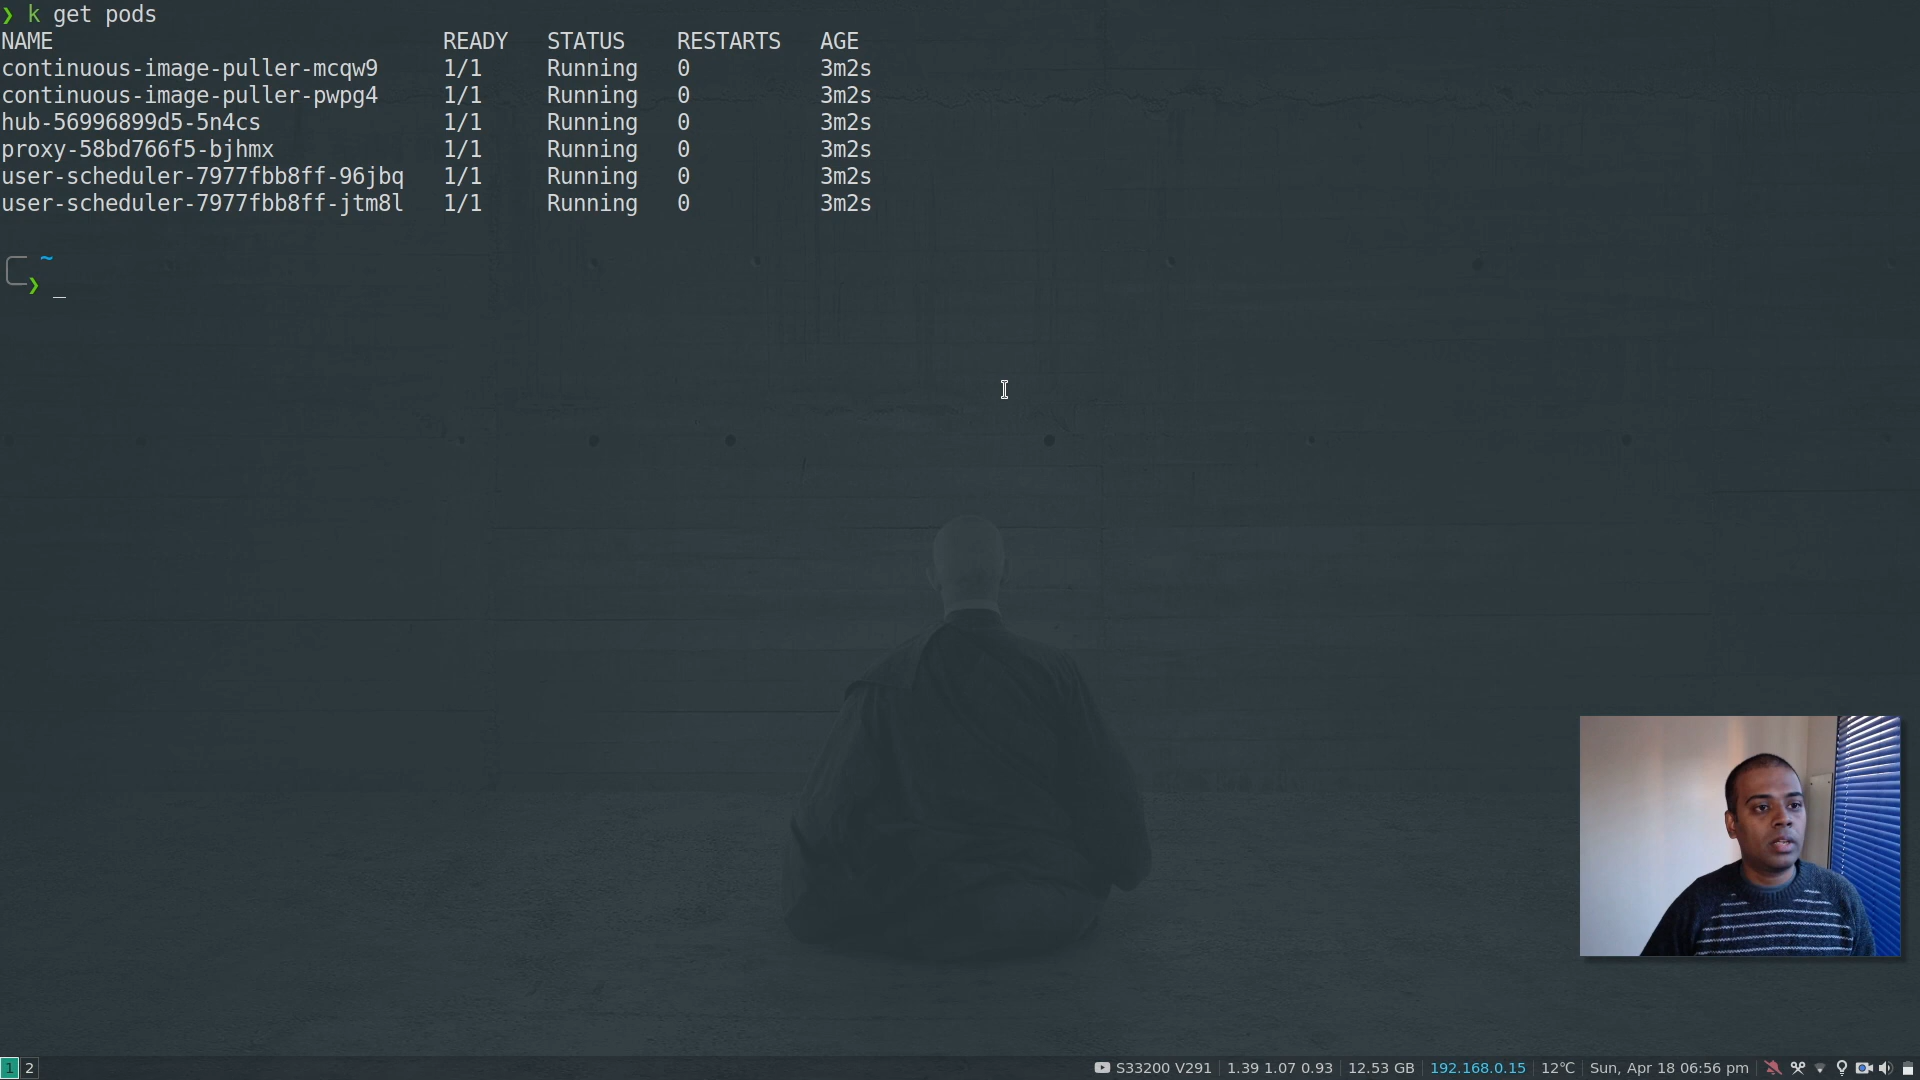 ❯ k get pods
NAME READY STATUS RESTARTS AGE
continuous-image-puller-mcqw9 1/1 Running 0 3m2s
continuous-image-puller-pwpg4 1/1 Running 0 3m2s
hub-56996899d5-5n4cs 1/1 Running 0 3m2s
proxy-58bd766f5-bjhmx 1/1 Running 0 3m2s
user-scheduler-7977fbb8ff-96jbq 1/1 Running 0 3m2s
user-scheduler-7977fbb8ff-jtm8l 1/1 Running 0 3m2s
~
❯ _
1 2 S33200 V291 1.39 1.07 0.93 12.53 GB 192.168.0.15 12℃ Sun, Apr 18 06:56 pm